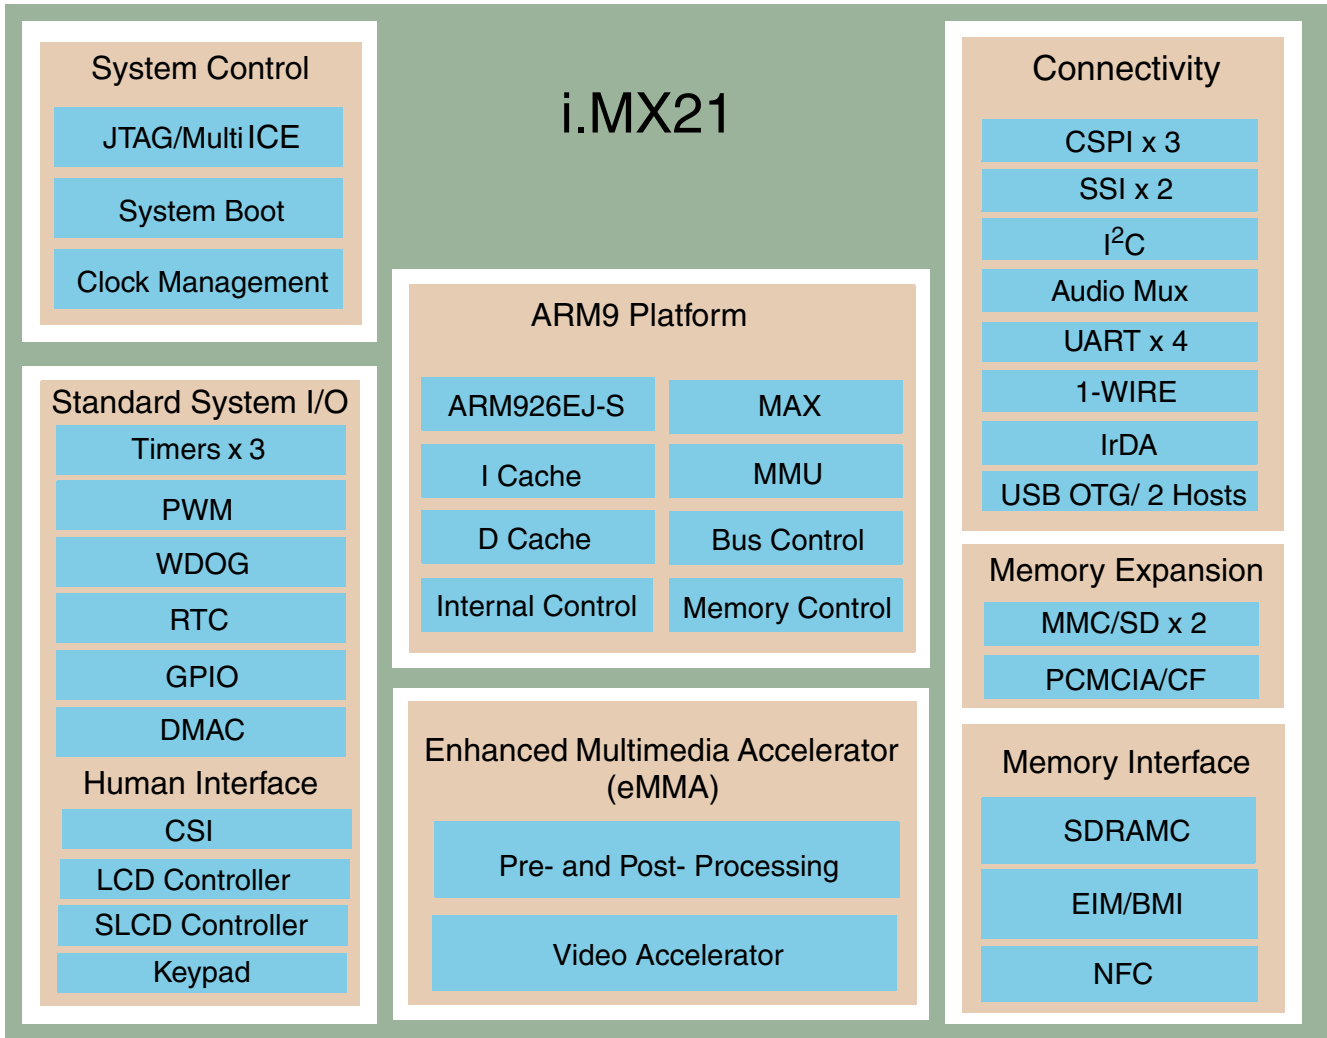 i.MX21
System Control
JTAG/Multi ICE
System Boot
Clock Management
Standard System I/O
Timers x 3
PWM
WDOG
RTC
GPIO
DMAC
Human Interface
CSI
LCD Controller
SLCD Controller
Keypad
ARM9 Platform
ARM926EJ-S
MAX
I Cache
MMU
D Cache
Bus Control
Internal Control
Memory Control
Enhanced Multimedia Accelerator
(eMMA)
Pre- and Post- Processing
Video Accelerator
Connectivity
CSPI x 3
SSI x 2
I²C
Audio Mux
UART x 4
1-WIRE
IrDA
USB OTG/ 2 Hosts
Memory Expansion
MMC/SD x 2
PCMCIA/CF
Memory Interface
SDRAMC
EIM/BMI
NFC